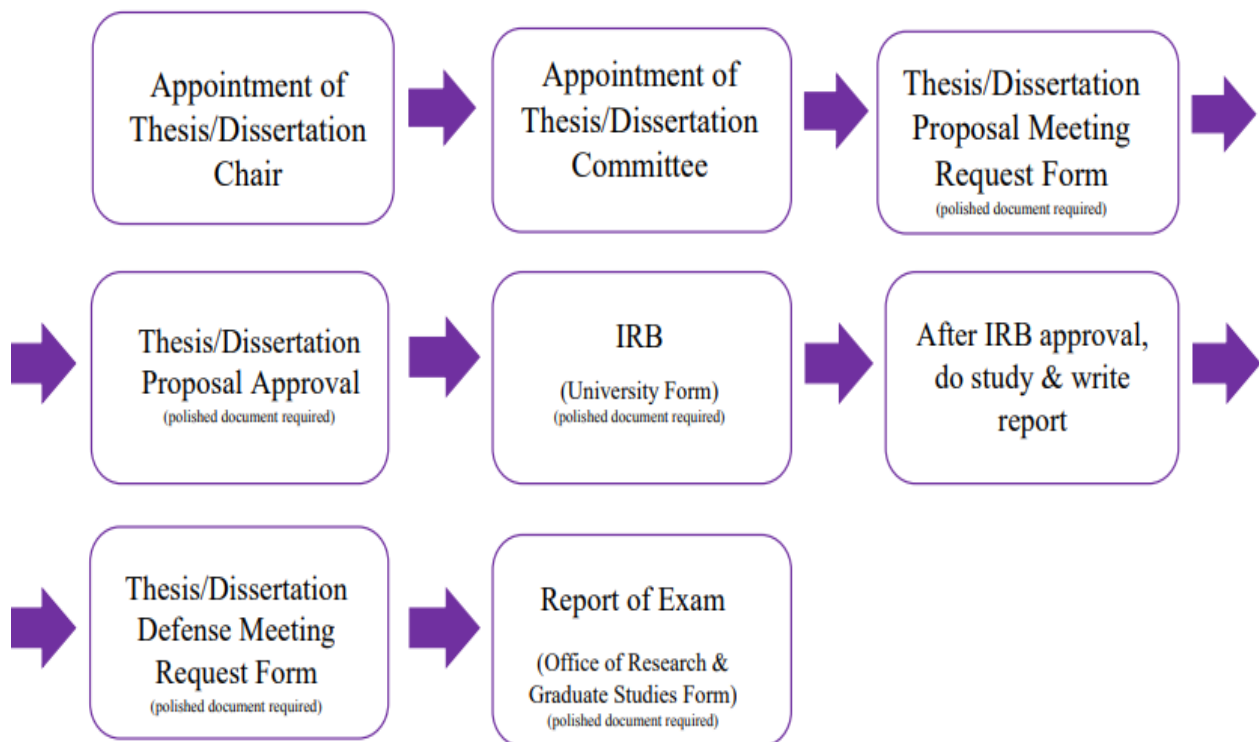 Appointment of
Thesis/Dissertation
Chair
Appointment of
Thesis/Dissertation
Committee
Thesis/Dissertation
Proposal Meeting
Request Form
(polished document required)
Thesis/Dissertation
Proposal Approval
(polished document required)
IRB
(University Form)
(polished document required)
After IRB approval,
do study & write
report
Thesis/Dissertation
Defense Meeting
Request Form
(polished document required)
Report of Exam
(Office of Research &
Graduate Studies Form)
(polished document required)